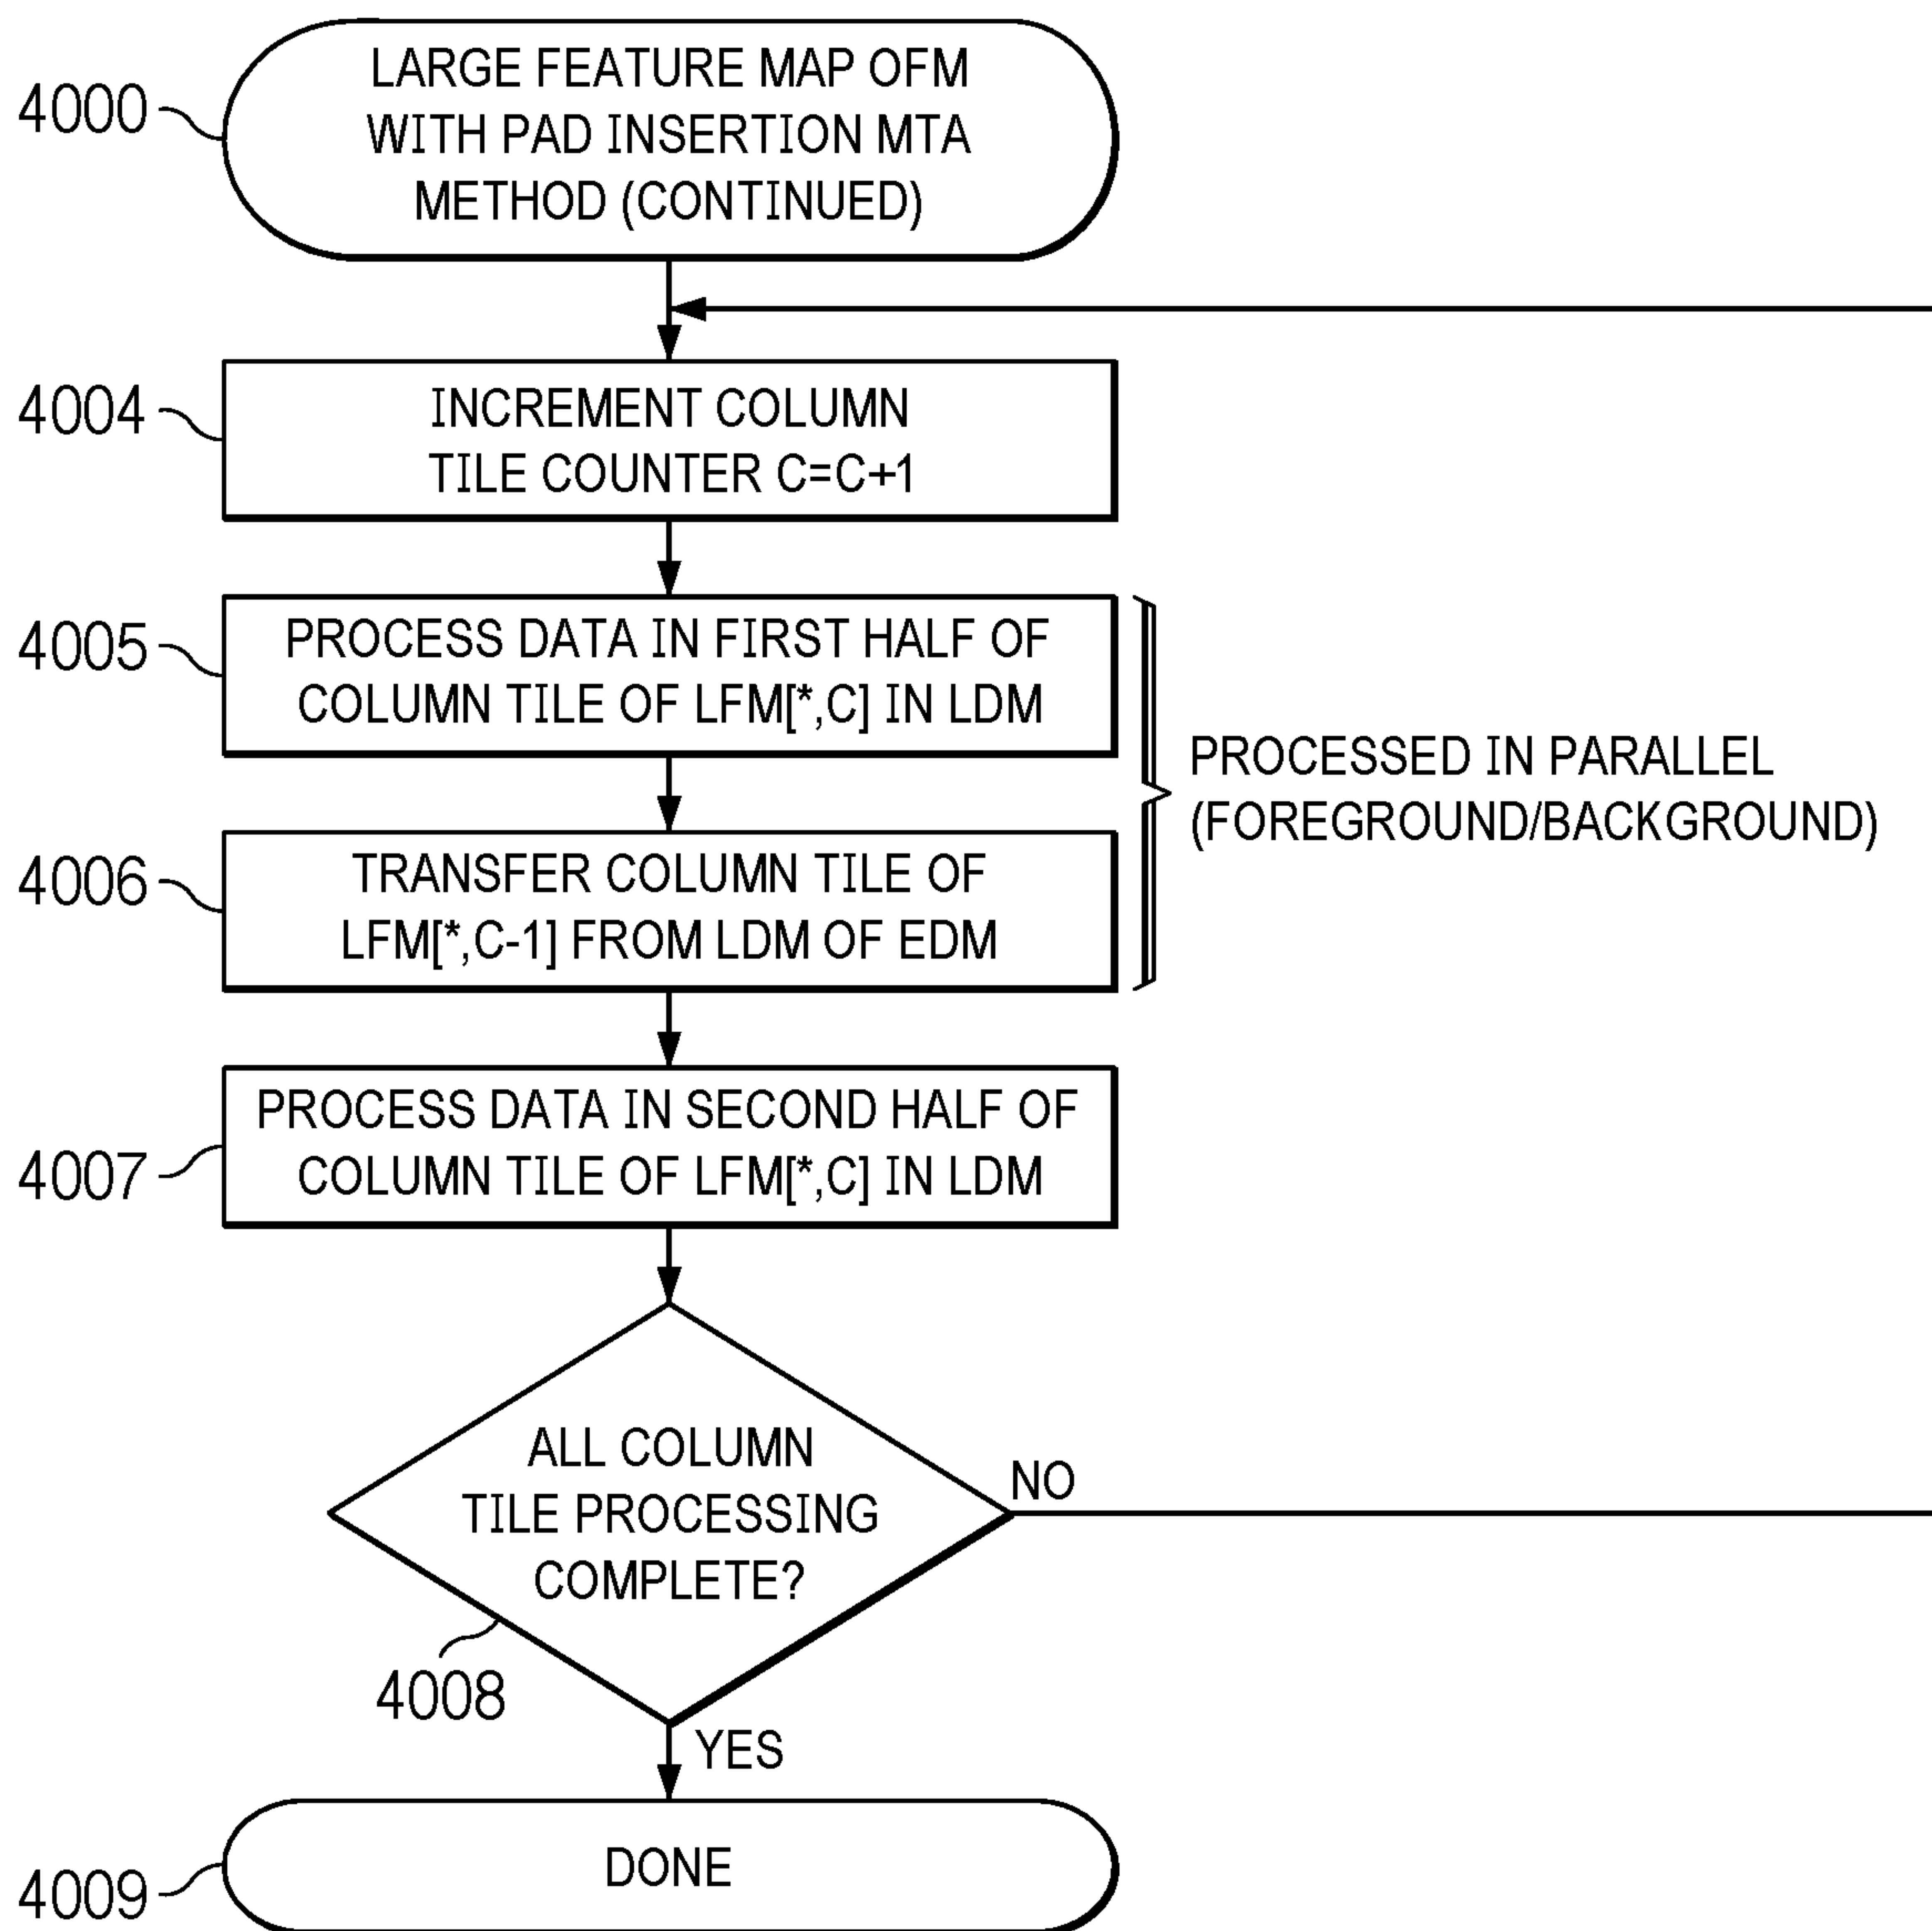 4000
LARGE FEATURE MAP OFM
WITH PAD INSERTION MTA
METHOD (CONTINUED)
4004
INCREMENT COLUMN
TILE COUNTER C=C+1
4005
PROCESS DATA IN FIRST HALF OF
COLUMN TILE OF LFM[*,C] IN LDM
PROCESSED IN PARALLEL
(FOREGROUND/BACKGROUND)
4006
TRANSFER COLUMN TILE OF
LFM[*,C-1] FROM LDM OF EDM
4007
PROCESS DATA IN SECOND HALF OF
COLUMN TILE OF LFM[*,C] IN LDM
ALL COLUMN
TILE PROCESSING
COMPLETE?
NO
4008
YES
4009
DONE